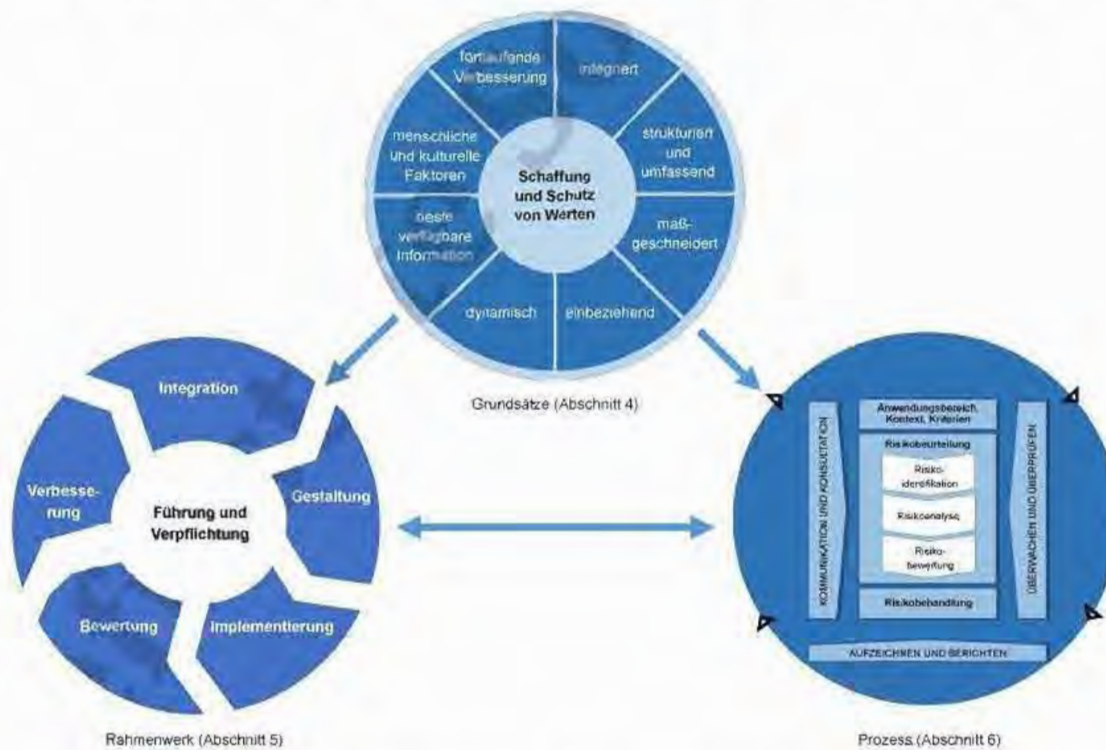 fortlaufende
Verbesserung
integriert
menschliche
und kulturelle
Faktoren
strukturiert
und
umfassend
Schaffung
und Schutz
von Werten
beste
verfügbare
Information
maß-
geschneidert
dynamisch
einbeziehend
Grundsätze (Abschnitt 4)
Integration
Verbesse-
rung
Gestaltung
Führung und
Verpflichtung
Bewertung
Implementierung
Rahmenwerk (Abschnitt 5)
KOMMUNIKATION UND KONSULTATION
Anwendungsbereich,
Kontext, Kriterien
Risikobeurteilung
Risiko-
identifikation
Risikoanalyse
Risiko-
bewertung
Risikobehandlung
ÜBERWACHEN UND ÜBERPRÜFEN
AUFZEICHNEN UND BERICHTEN
Prozess (Abschnitt 6)